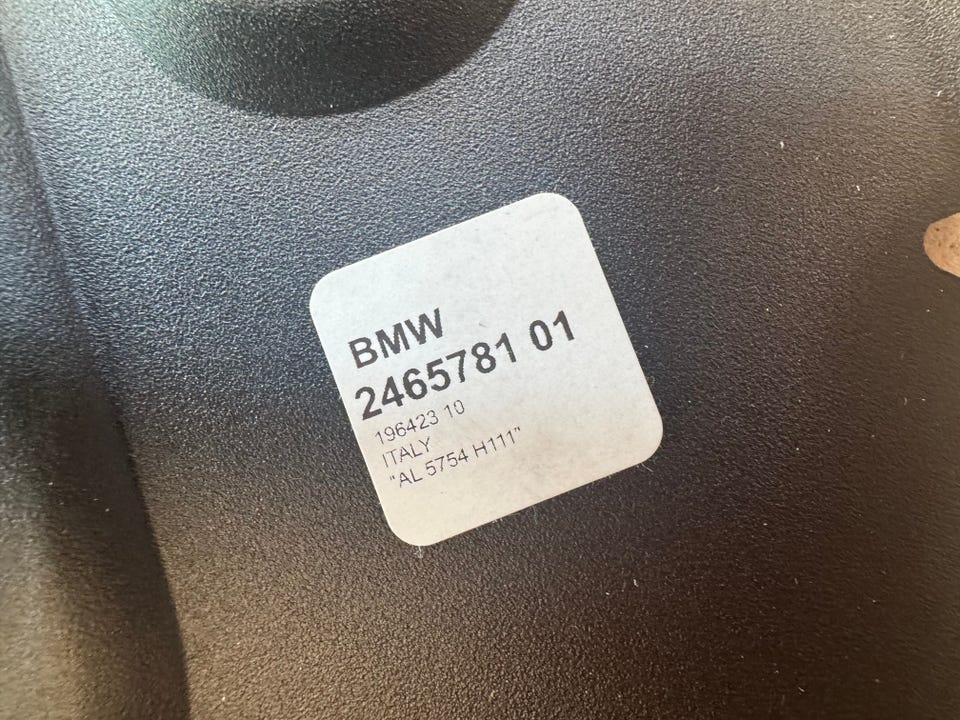 BMW
2465781 01
196423 10
ITALY
"AL 5754 H111"